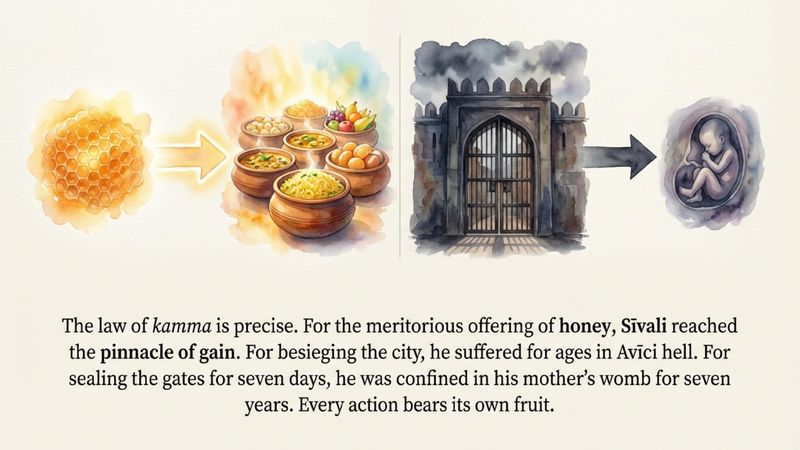 The law of kamma is precise. For the meritorious offering of honey, Sīvali reached
the pinnacle of gain. For besieging the city, he suffered for ages in Avīci hell. For
sealing the gates for seven days, he was confined in his mother’s womb for seven
years. Every action bears its own fruit.